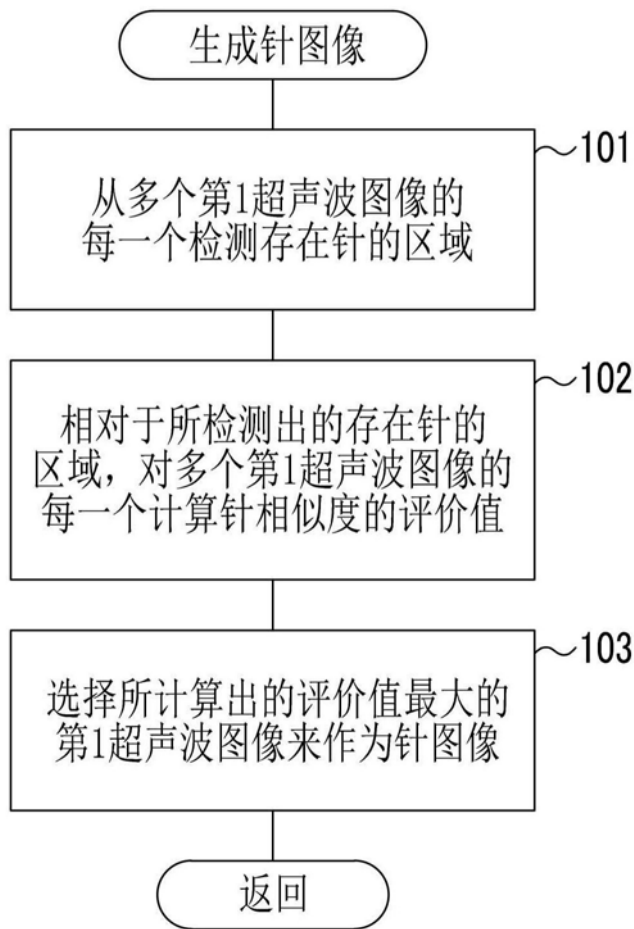 生成针图像
101
从多个第1超声波图像的
每一个检测存在针的区域
102
相对于所检测出的存在针的
区域，对多个第1超声波图像的
每一个计算针相似度的评价值
103
选择所计算出的评价值最大的
第1超声波图像来作为针图像
返回